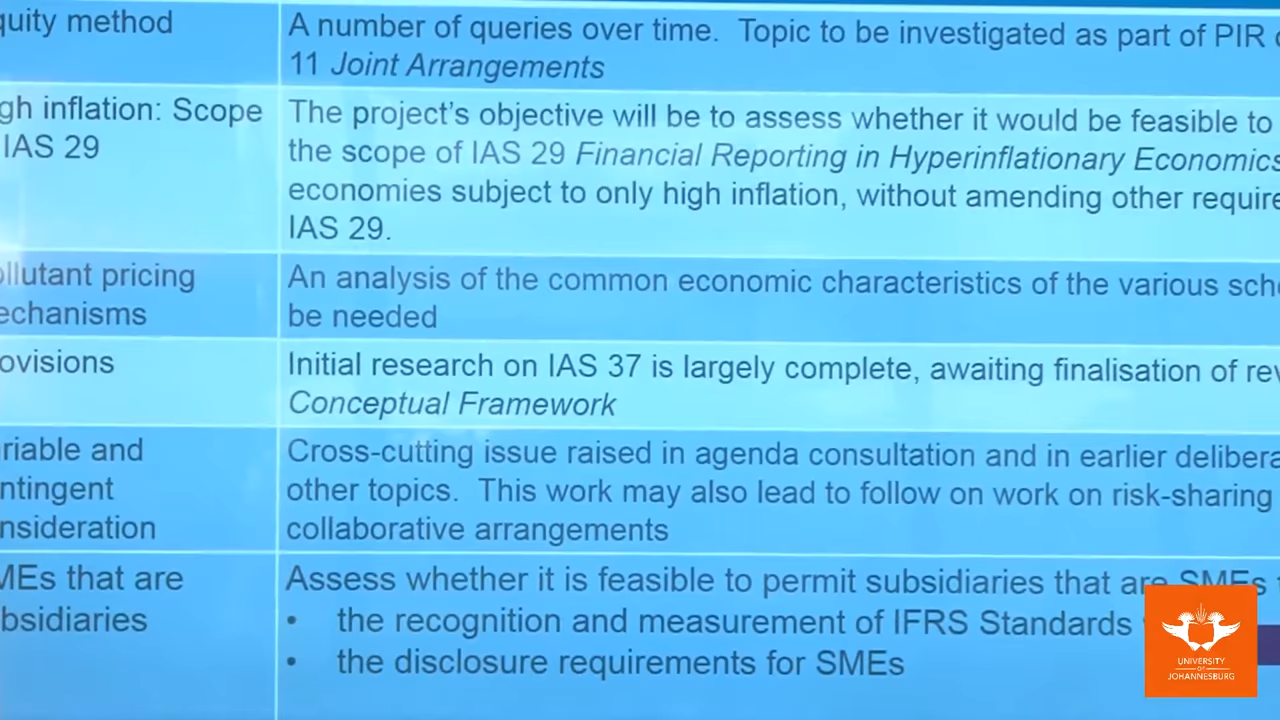 quity method
A number of queries over time. Topic to be investigated as part of PIR
11 Joint Arrangements
gh inflation: Scope
IAS 29
The project's objective will be to assess whether it would be feasible to
the scope of IAS 29 Financial Reporting in Hyperinflationary Economics
economies subject to only high inflation, without amending other require
IAS 29.
ollutant pricing
echanisms
An analysis of the common economic characteristics of the various sche
be needed
ovisions
Initial research on IAS 37 is largely complete, awaiting finalisation of rev
Conceptual Framework
riable and
ntingent
nsideration
Cross-cutting issue raised in agenda consultation and in earlier delibera
other topics. This work may also lead to follow on work on risk-sharing
collaborative arrangements
MEs that are
bsidiaries
Assess whether it is feasible to permit subsidiaries that are SMEs
• the recognition and measurement of IFRS Standards
• the disclosure requirements for SMEs
UNIVERSITY
OF
JOHANNESBURG